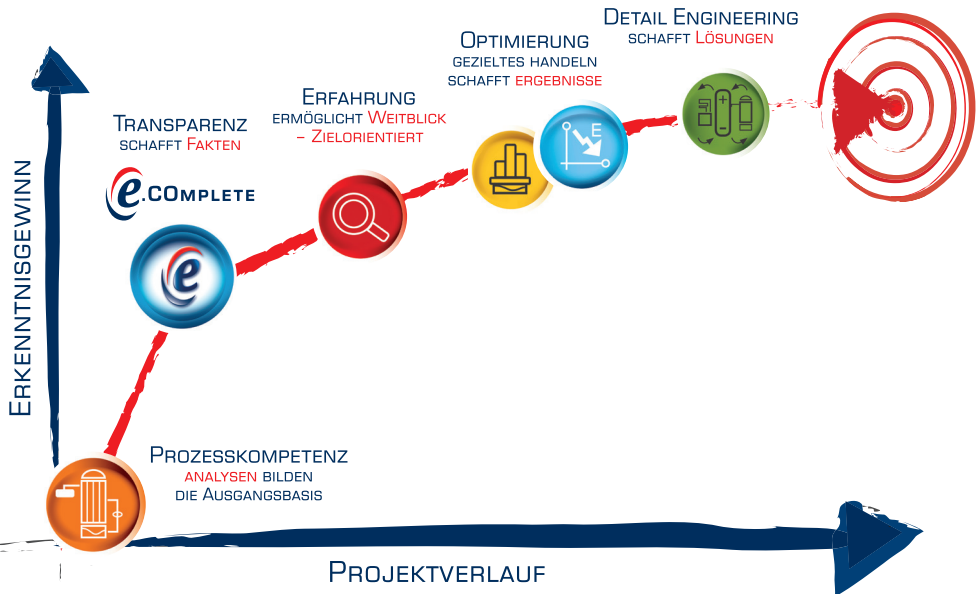 Detail Engineering
schafft Lösungen
Optimierung
gezieltes handeln
schafft ergebnisse
Erfahrung
ermöglicht Weitblick
– Zielorientiert
Transparenz
schafft Fakten
e.COmplete
e
E
Erkenntnisgewinn
Prozesskompetenz
analysen bilden
die Ausgangsbasis
Projektverlauf